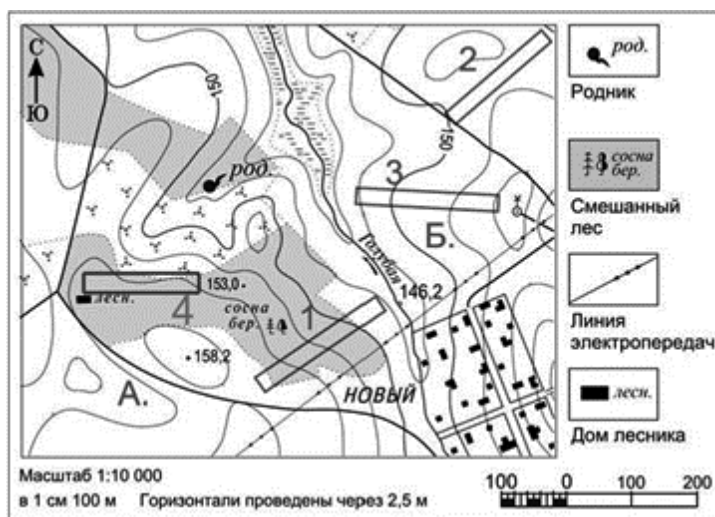 С
Ю
150
2
150
род.
3
Б.
Голубая
146,2
153,0
лесн.
4
сосна
бер.
1
158,2
А.
НОВЫЙ
род.
Родник
сосна
бер.
Смешанный
лес
Линия
электропередач
лесн.
Дом лесника
Масштаб 1:10 000
в 1 см 100 м Горизонтали проведены через 2,5 м
100 0 100 200